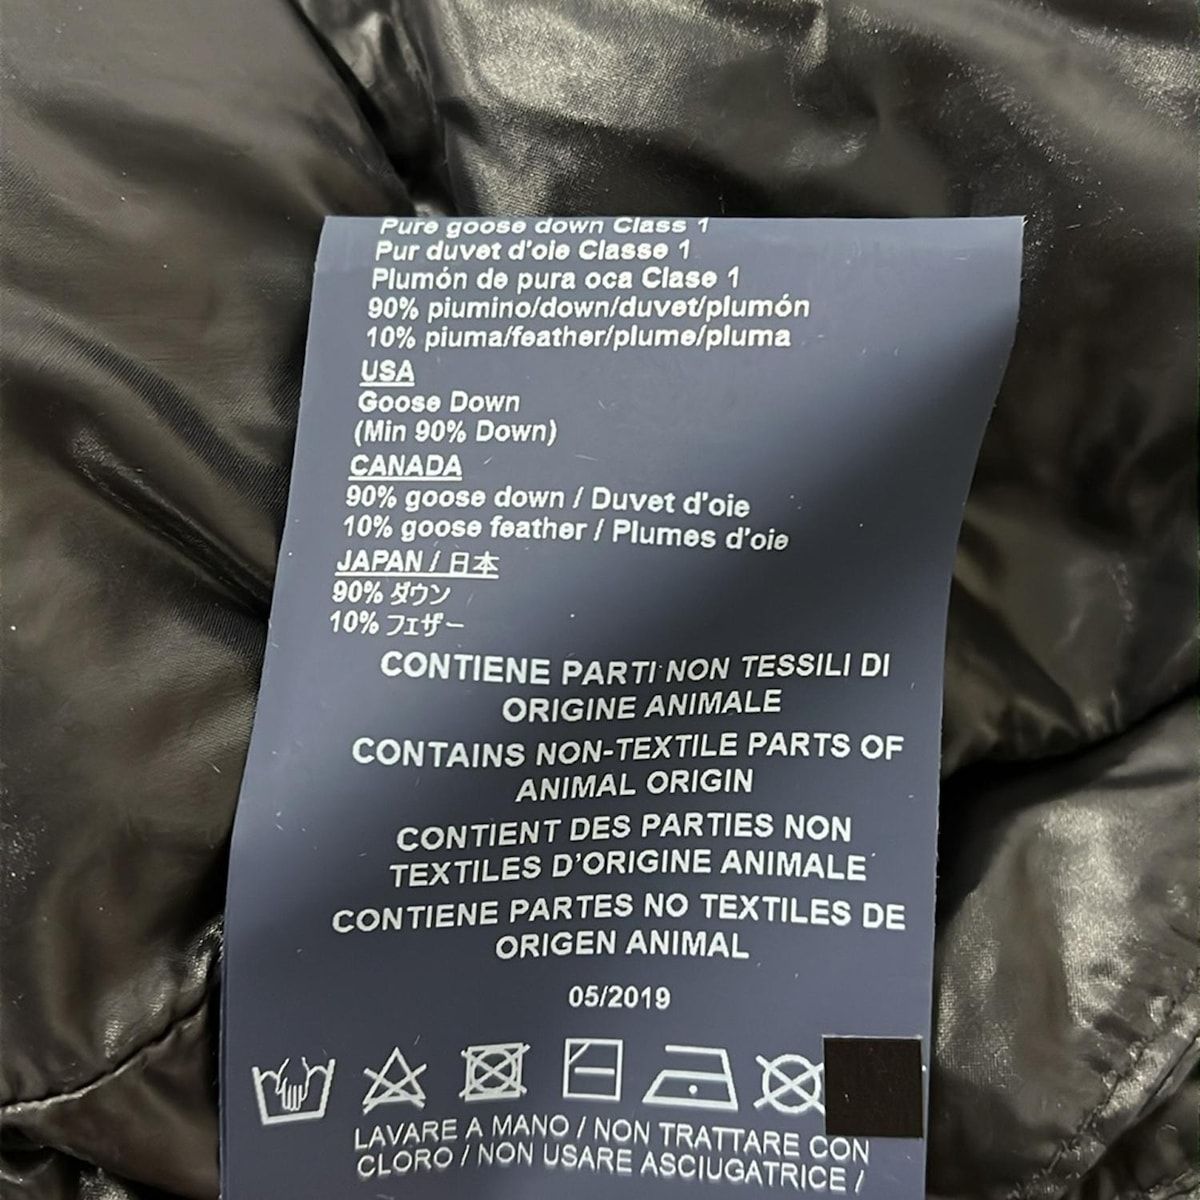 Pure goose down Class 1
Pur duvet d'oie Classe 1
Plumón de pura oca Clase 1
90% piumino/down/duvet/plumón
10% piuma/feather/plume/pluma
USA
Goose Down
(Min 90% Down)
CANADA
90% goose down / Duvet d'oie
10% goose feather / Plumes d'oie
JAPAN / 日本
90% ダウン
10% フェザー
CONTIENE PARTI NON TESSILI DI
ORIGINE ANIMALE
CONTAINS NON-TEXTILE PARTS OF
ANIMAL ORIGIN
CONTIENT DES PARTIES NON
TEXTILES D'ORIGINE ANIMALE
CONTIENE PARTES NO TEXTILES DE
ORIGEN ANIMAL
05/2019
LAVARE A MANO / NON TRATTARE CON
CLORO / NON USARE ASCIUGATRICE /